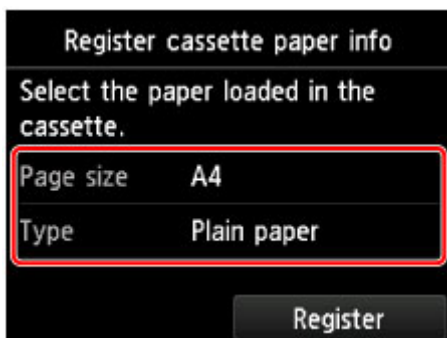 Register cassette paper info
Select the paper loaded in the
cassette.
Page size A4
Type Plain paper
Register